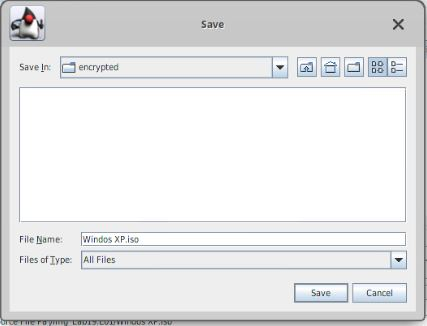 Save
Save In: encrypted
File Name: Windos XP.iso
Files of Type: All Files
Save Cancel